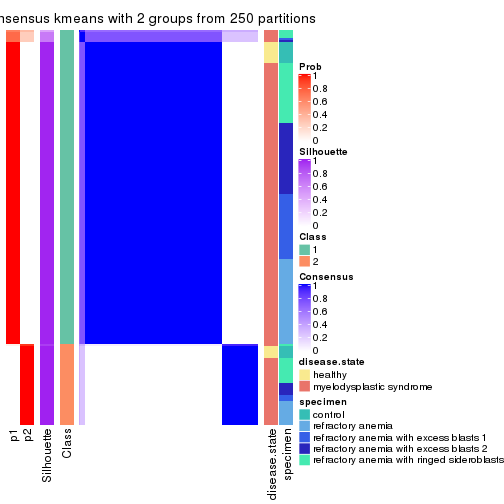 nsensus kmeans with 2 groups from 250 partitions
Prob
1
0.8
0.6
0.4
0.2
0
Silhouette
1
0.8
0.6
0.4
0.2
0
Class
1
2
Consensus
1
0.8
0.6
0.4
0.2
0
disease.state
healthy
myelodysplastic syndrome
specimen
control
refractory anemia
refractory anemia with excess blasts 1
refractory anemia with excess blasts 2
refractory anemia with ringed sideroblasts
p1
p2
Silhouette
Class
disease.state
specimen